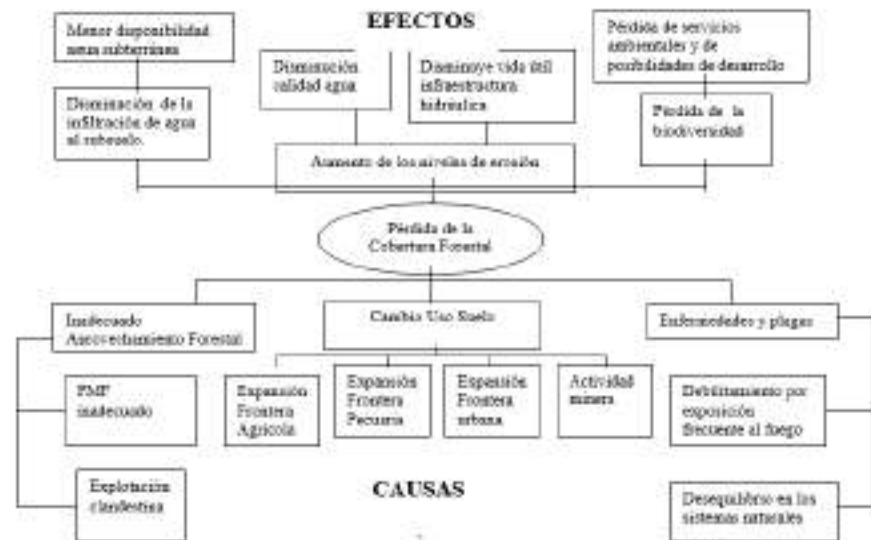 EFECTOS
Menor disponibilidad
agua subterránea
Disminución
calidad agua
Disminuye vida útil
infraestructura
hidráulica
Pérdida de servicios
ambientales y de
posibilidades de desarrollo
Disminución de la
infiltración de agua
al subsuelo.
Pérdida de la
biodiversidad
Aumento de los niveles de erosión
Pérdida de la
Cobertura Forestal
Inadecuado
Aprovechamiento Forestal
Cambio Uso Suelo
Enfermedades y plagas
PMF
inadecuado
Expansión
Frontera
Agrícola
Expansión
Frontera
Pecuaria
Expansión
Frontera
urbana
Actividad
minera
Debilitamiento por
exposición
frecuente al fuego
Explotación
clandestina
CAUSAS
Desequilibrio en los
sistemas naturales